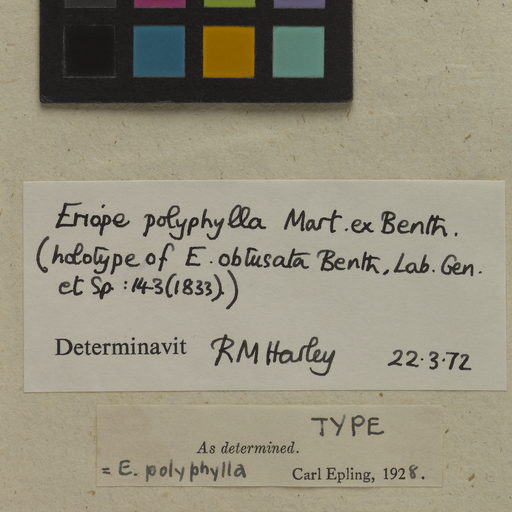 Eriope polyphylla Mart. ex Benth.
(holotype of E. obtusata Benth, Lab. Gen.
et Sp : 143 (1833).)
Determinavit RM Harley 22.3.72
TYPE
As determined.
= E. polyphylla Carl Epling, 1928.